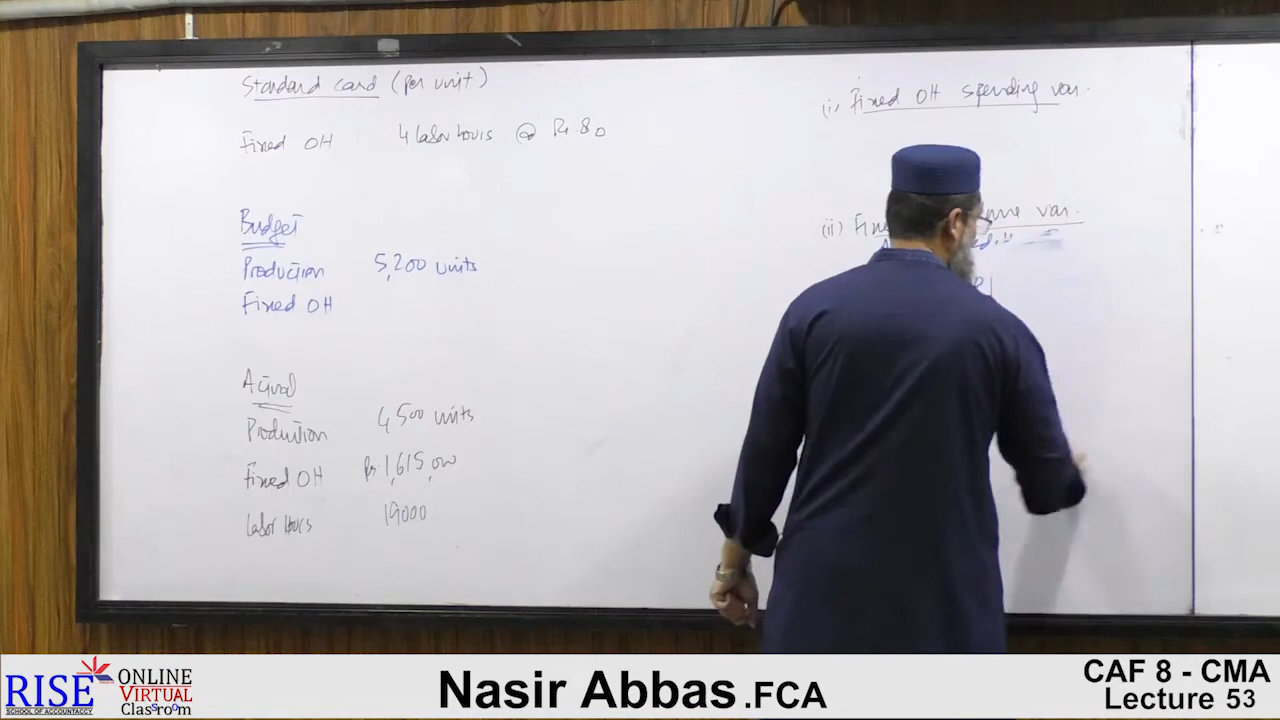 Standard card (per unit)
Fixed OH 4 labor hours @ Rs 80
Budget
Production 5,200 units
Fixed OH
Actual
Production 4,500 units
Fixed OH Rs 1,615,000
Labor hours 19000
(i) Fixed OH spending var.
(ii) var.
RISE
SCHOOL OF ACCOUNTANCY
ONLINE
VIRTUAL
Classroom
Nasir Abbas .FCA
CAF 8 - CMA
Lecture 53